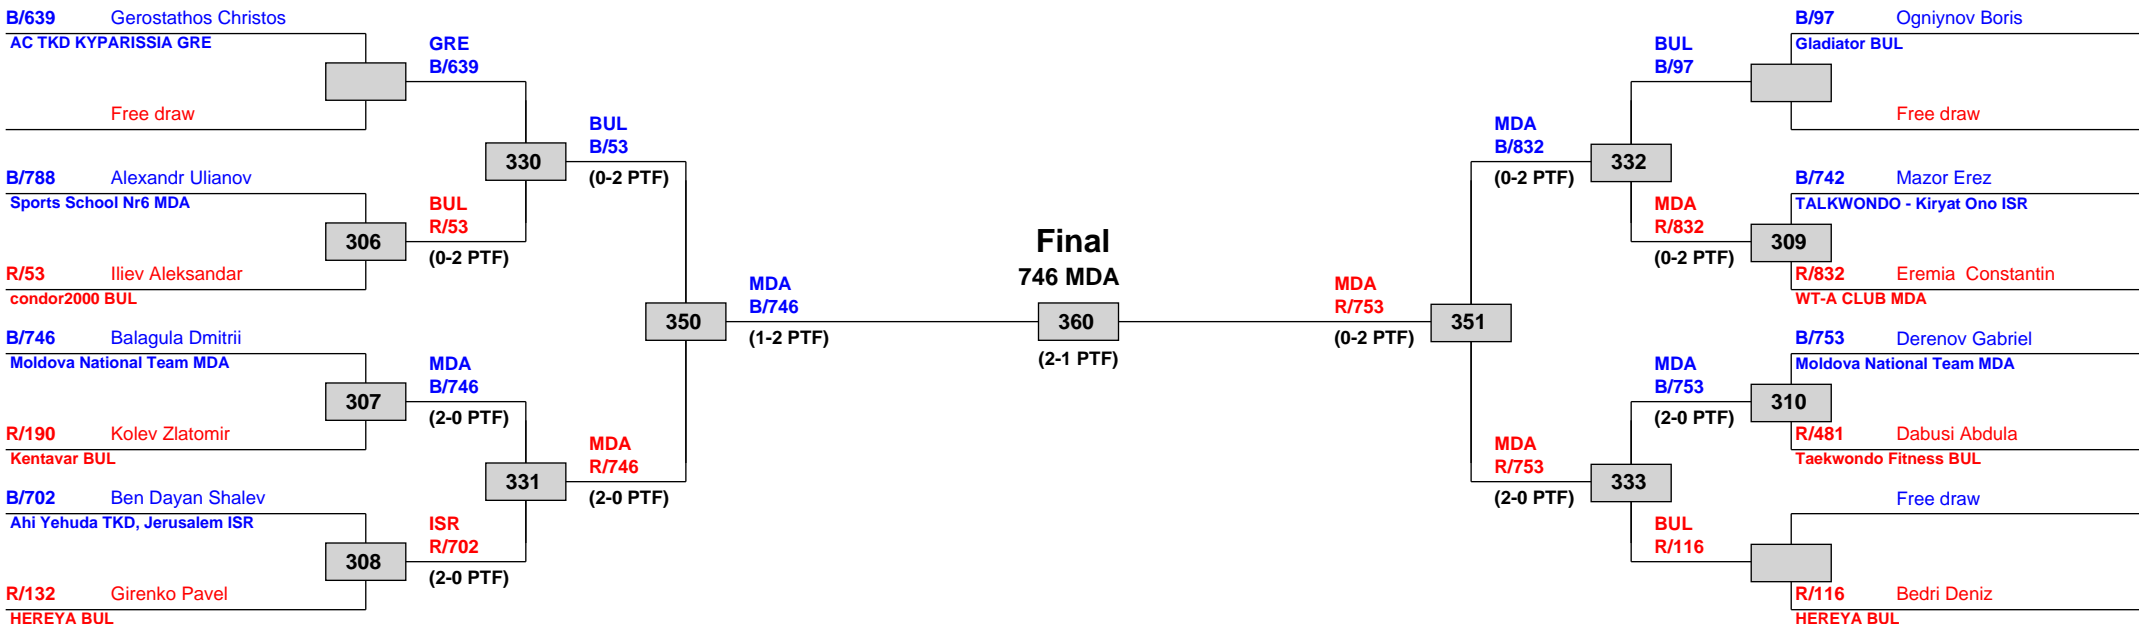 B/639 Gerostathos Christos
AC TKD KYPARISSIA GRE
Free draw
B/788 Alexandr Ulianov
Sports School Nr6 MDA
306
R/53 Iliev Aleksandar
condor2000 BUL
B/746 Balagula Dmitrii
Moldova National Team MDA
307
R/190 Kolev Zlatomir
Kentavar BUL
B/702 Ben Dayan Shalev
Ahi Yehuda TKD, Jerusalem ISR
308
R/132 Girenko Pavel
HEREYA BUL
GRE
B/639
330
BUL
R/53
(0-2 PTF)
MDA
B/746
(2-0 PTF)
331
ISR
R/702
(2-0 PTF)
BUL
B/53
(0-2 PTF)
350
MDA
R/746
(2-0 PTF)
MDA
B/746
(1-2 PTF)
Final
746 MDA
360
(2-1 PTF)
MDA
R/753
(0-2 PTF)
351
MDA
B/832
(0-2 PTF)
332
MDA
R/753
(2-0 PTF)
333
BUL
B/97
MDA
R/832
(0-2 PTF)
MDA
B/753
(2-0 PTF)
BUL
R/116
B/97 Ogniynov Boris
Gladiator BUL
Free draw
B/742 Mazor Erez
TALKWONDO - Kiryat Ono ISR
309
R/832 Eremia  Constantin
WT-A CLUB MDA
B/753 Derenov Gabriel
Moldova National Team MDA
310
R/481 Dabusi Abdula
Taekwondo Fitness BUL
Free draw
R/116 Bedri Deniz
HEREYA BUL